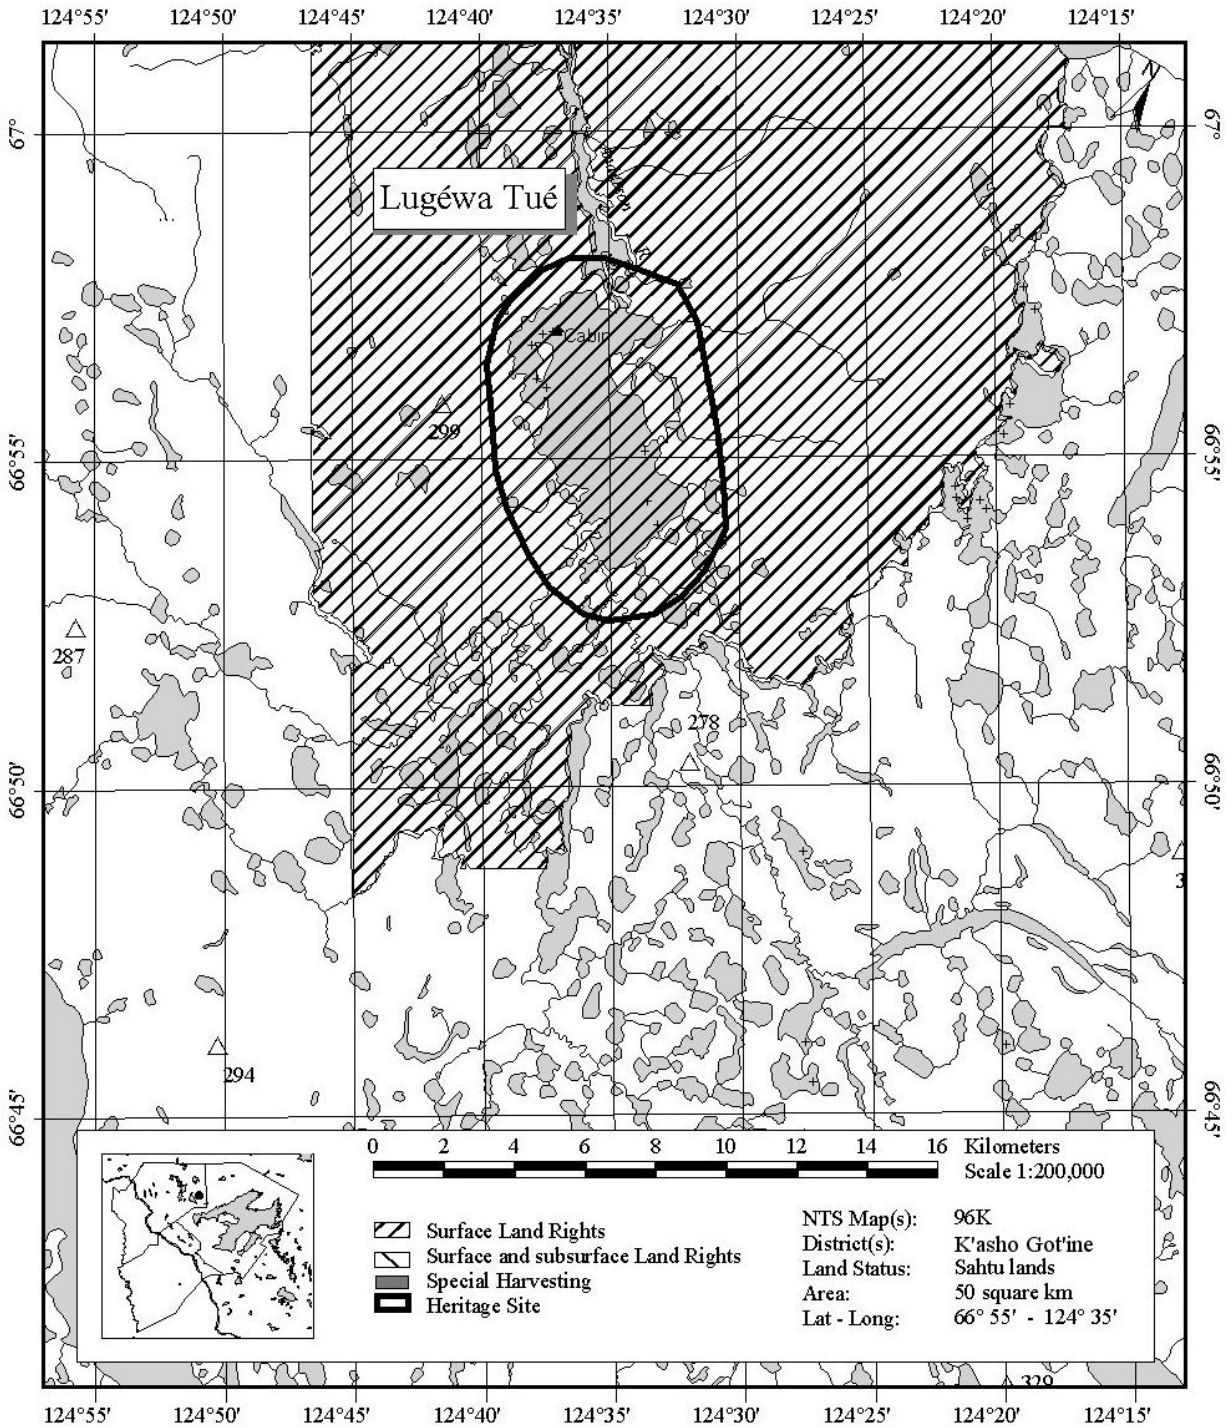 124°55' 124°50' 124°45' 124°40' 124°35' 124°30' 124°25' 124°20' 124°15'
67° 67°
Lugéwa Tué
Cabin
299
66°55' 66°55'
287
278
66°50' 66°50'
3
294
66°45' 66°45'
0 2 4 6 8 10 12 14 16 Kilometers
Scale 1:200,000
Surface Land Rights
Surface and subsurface Land Rights
Special Harvesting
Heritage Site
NTS Map(s): 96K
District(s): K'asho Got'ine
Land Status: Sahtu lands
Area: 50 square km
Lat - Long: 66° 55' - 124° 35'
329
124°55' 124°50' 124°45' 124°40' 124°35' 124°30' 124°25' 124°20' 124°15'